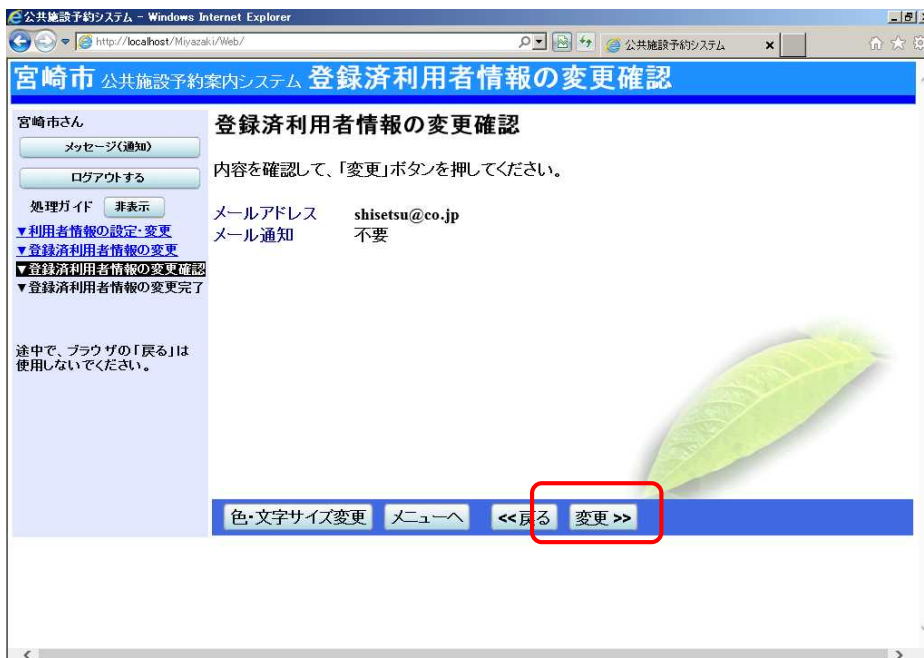 公共施設予約システム - Windows Internet Explorer
http://localhost/Miyazaki/Web/
公共施設予約システム
宮崎市 公共施設予約案内システム 登録済利用者情報の変更確認
宮崎市さん
メッセージ(通知)
ログアウトする
処理ガイド 非表示
▼利用者情報の設定・変更
▼登録済利用者情報の変更
▼登録済利用者情報の変更確認
▼登録済利用者情報の変更完了
途中で、ブラウザの「戻る」は
使用しないでください。
登録済利用者情報の変更確認
内容を確認して、「変更」ボタンを押してください。
メールアドレス shisetsu@co.jp
メール通知 不要
色・文字サイズ変更 メニューへ <<戻る 変更 >>